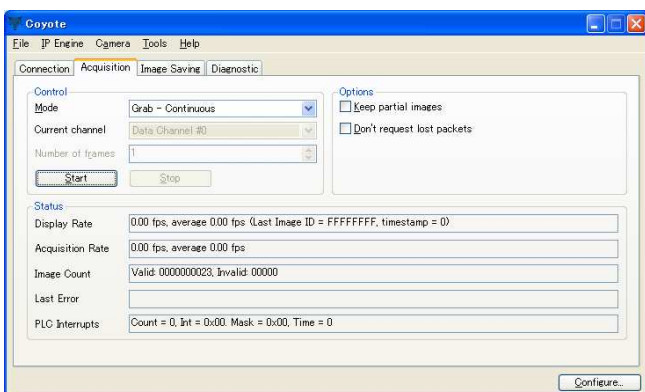 Coyote
File IP Engine Camera Tools Help
Connection Acquisition Image Saving Diagnostic
Control
Mode Grab - Continuous
Current channel Data Channel #0
Number of frames 1
Start Stop
Options
Keep partial images
Don't request lost packets
Status
Display Rate 0.00 fps, average 0.00 fps (Last Image ID = FFFFFFFF, timestamp = 0)
Acquisition Rate 0.00 fps, average 0.00 fps
Image Count Valid: 0000000023, Invalid: 00000
Last Error
PLC Interrupts Count = 0, Int = 0x00. Mask = 0x00, Time = 0
Configure...